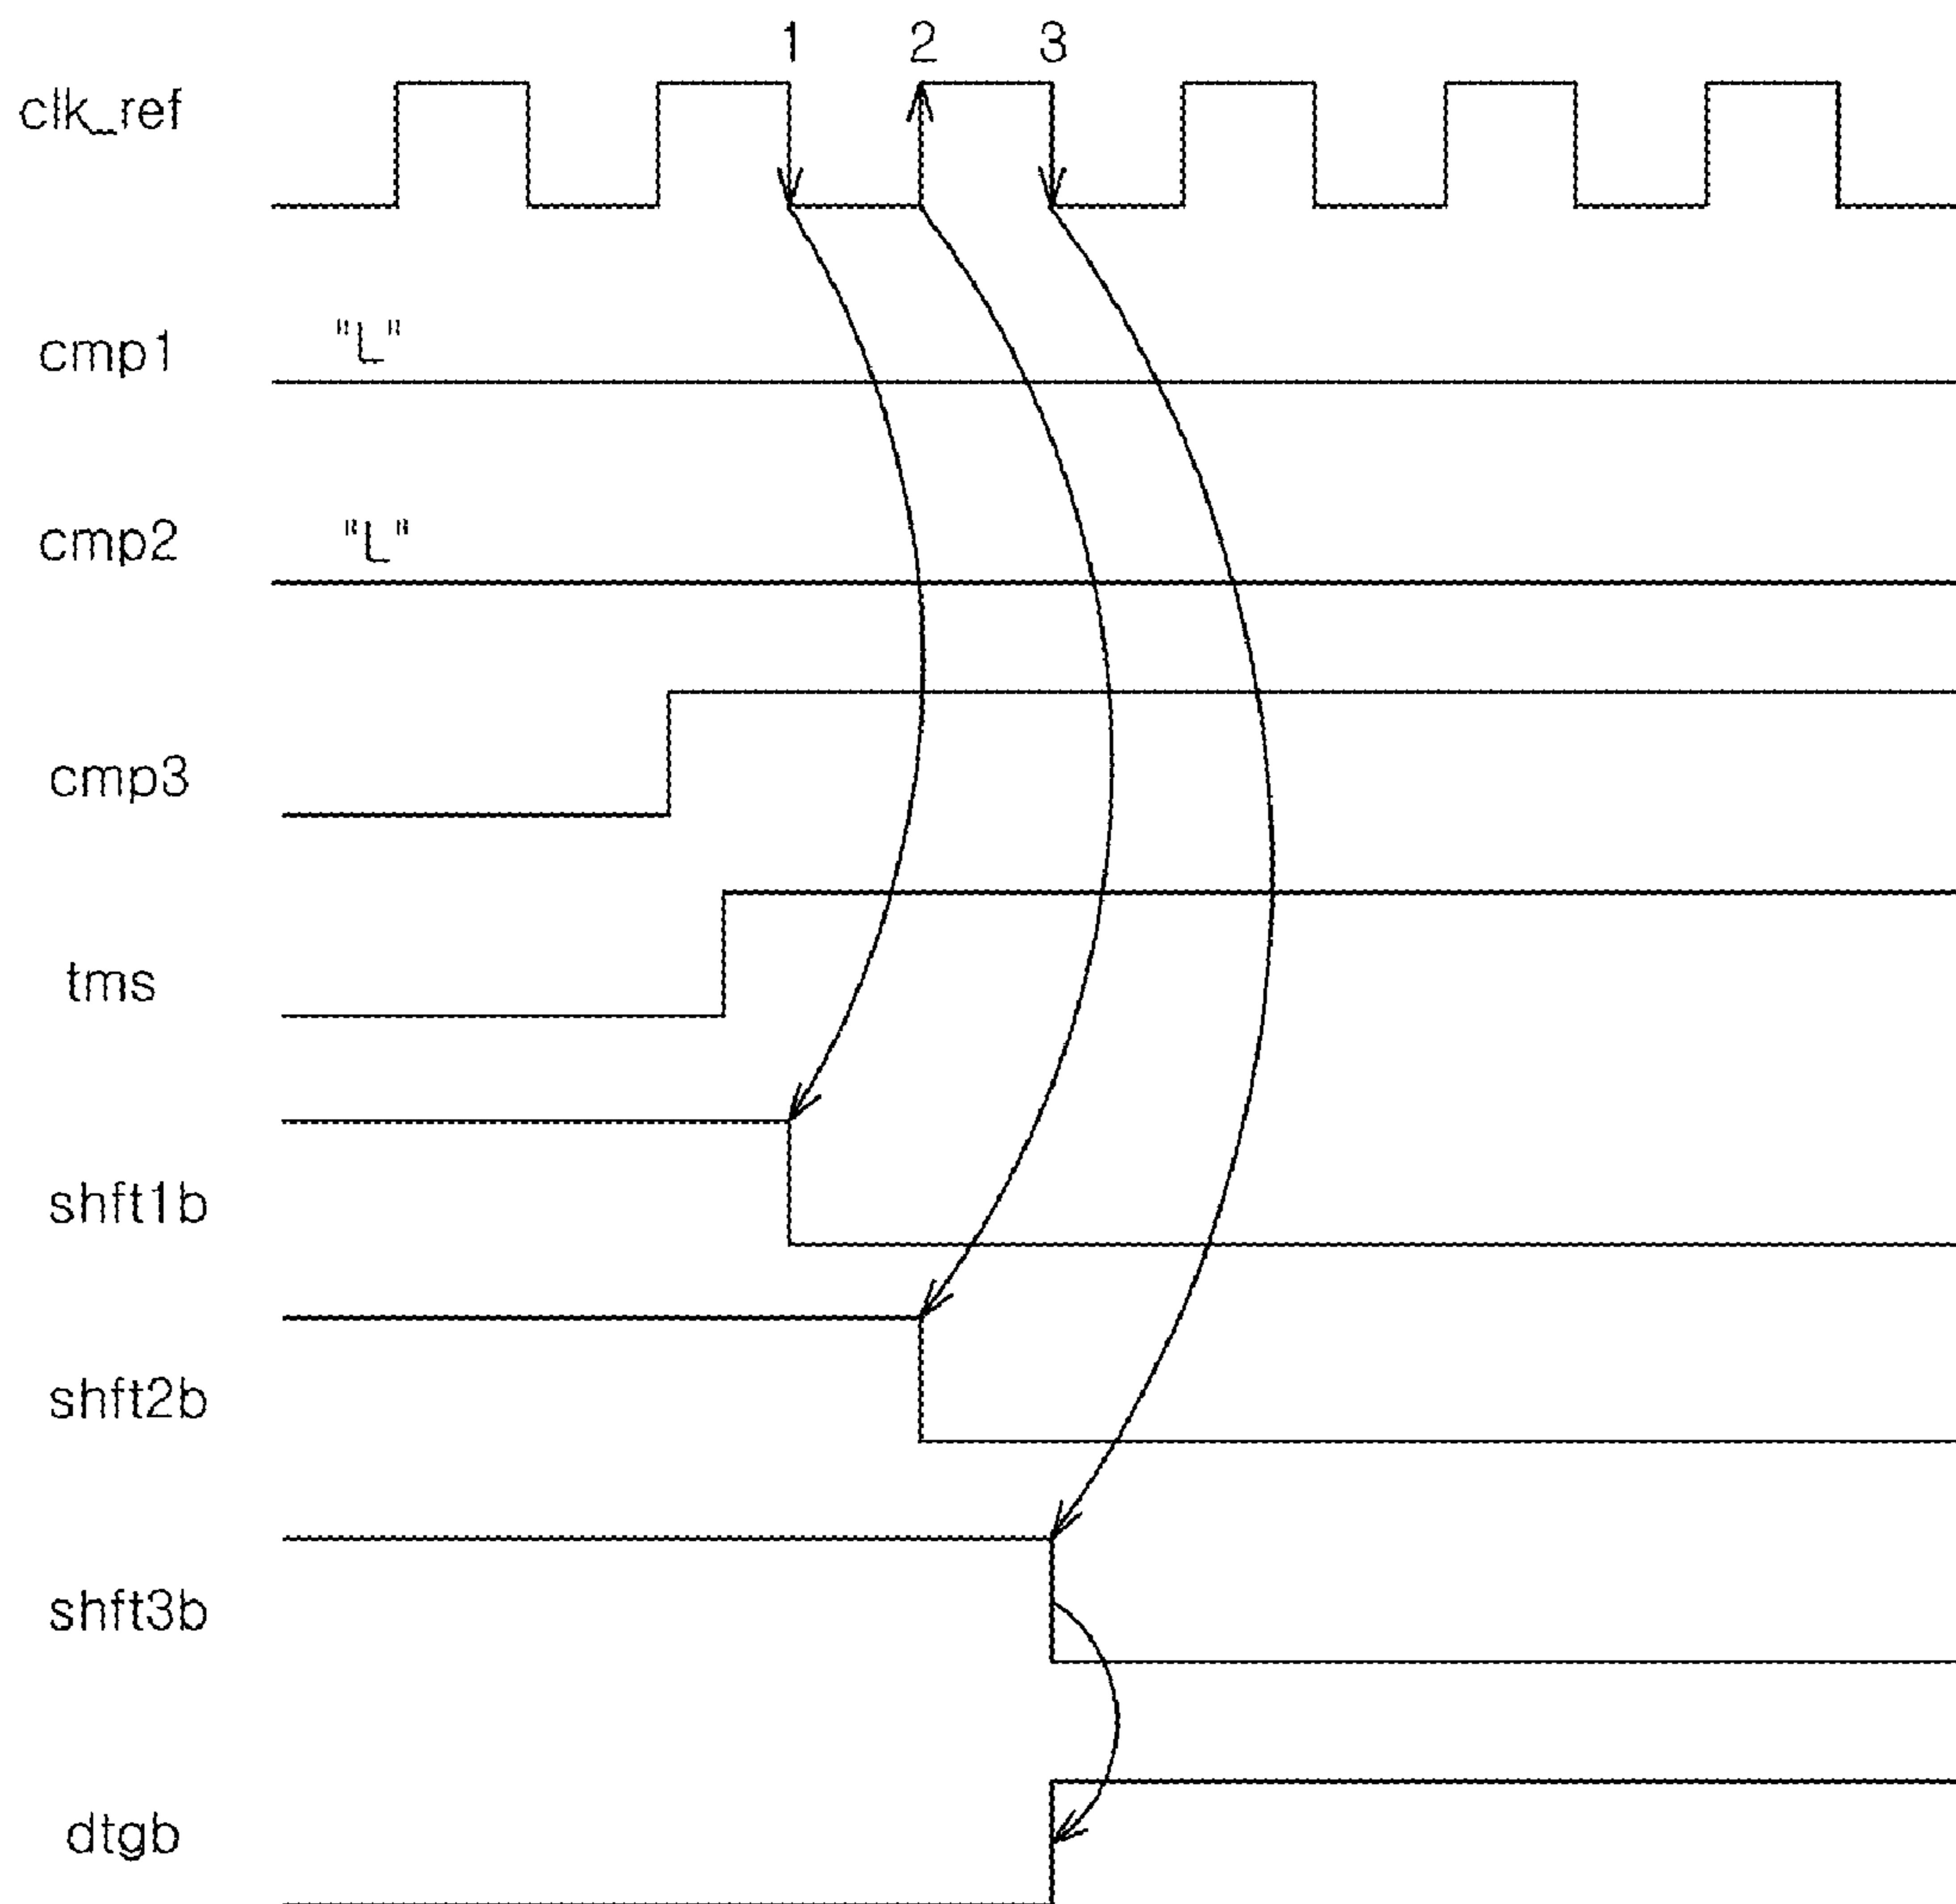 1 2 3
clk_ref
cmp1 "L"
cmp2 "L"
cmp3
tms
shft1b
shft2b
shft3b
dtgb